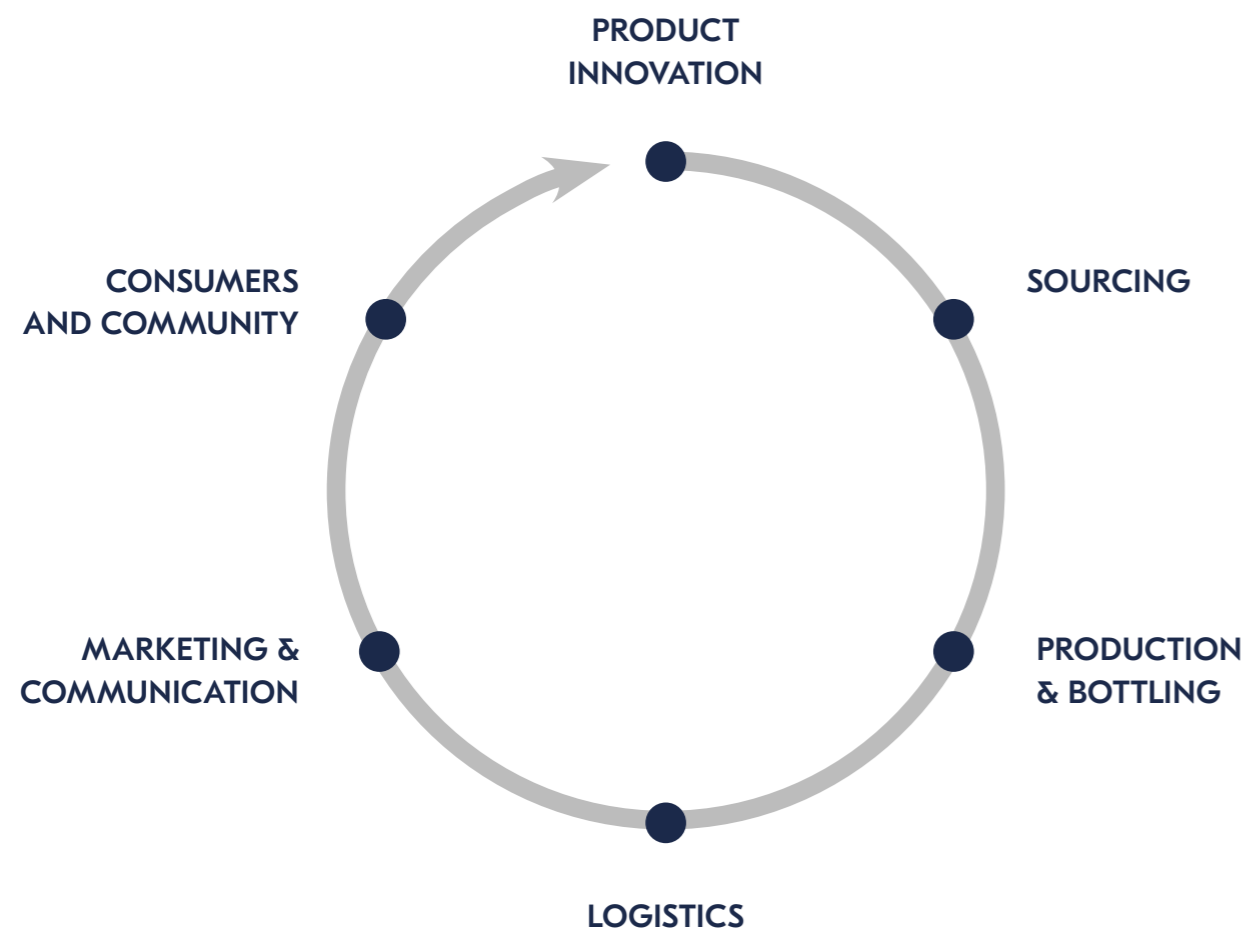 PRODUCT
INNOVATION
SOURCING
PRODUCTION
& BOTTLING
LOGISTICS
MARKETING &
COMMUNICATION
CONSUMERS
AND COMMUNITY